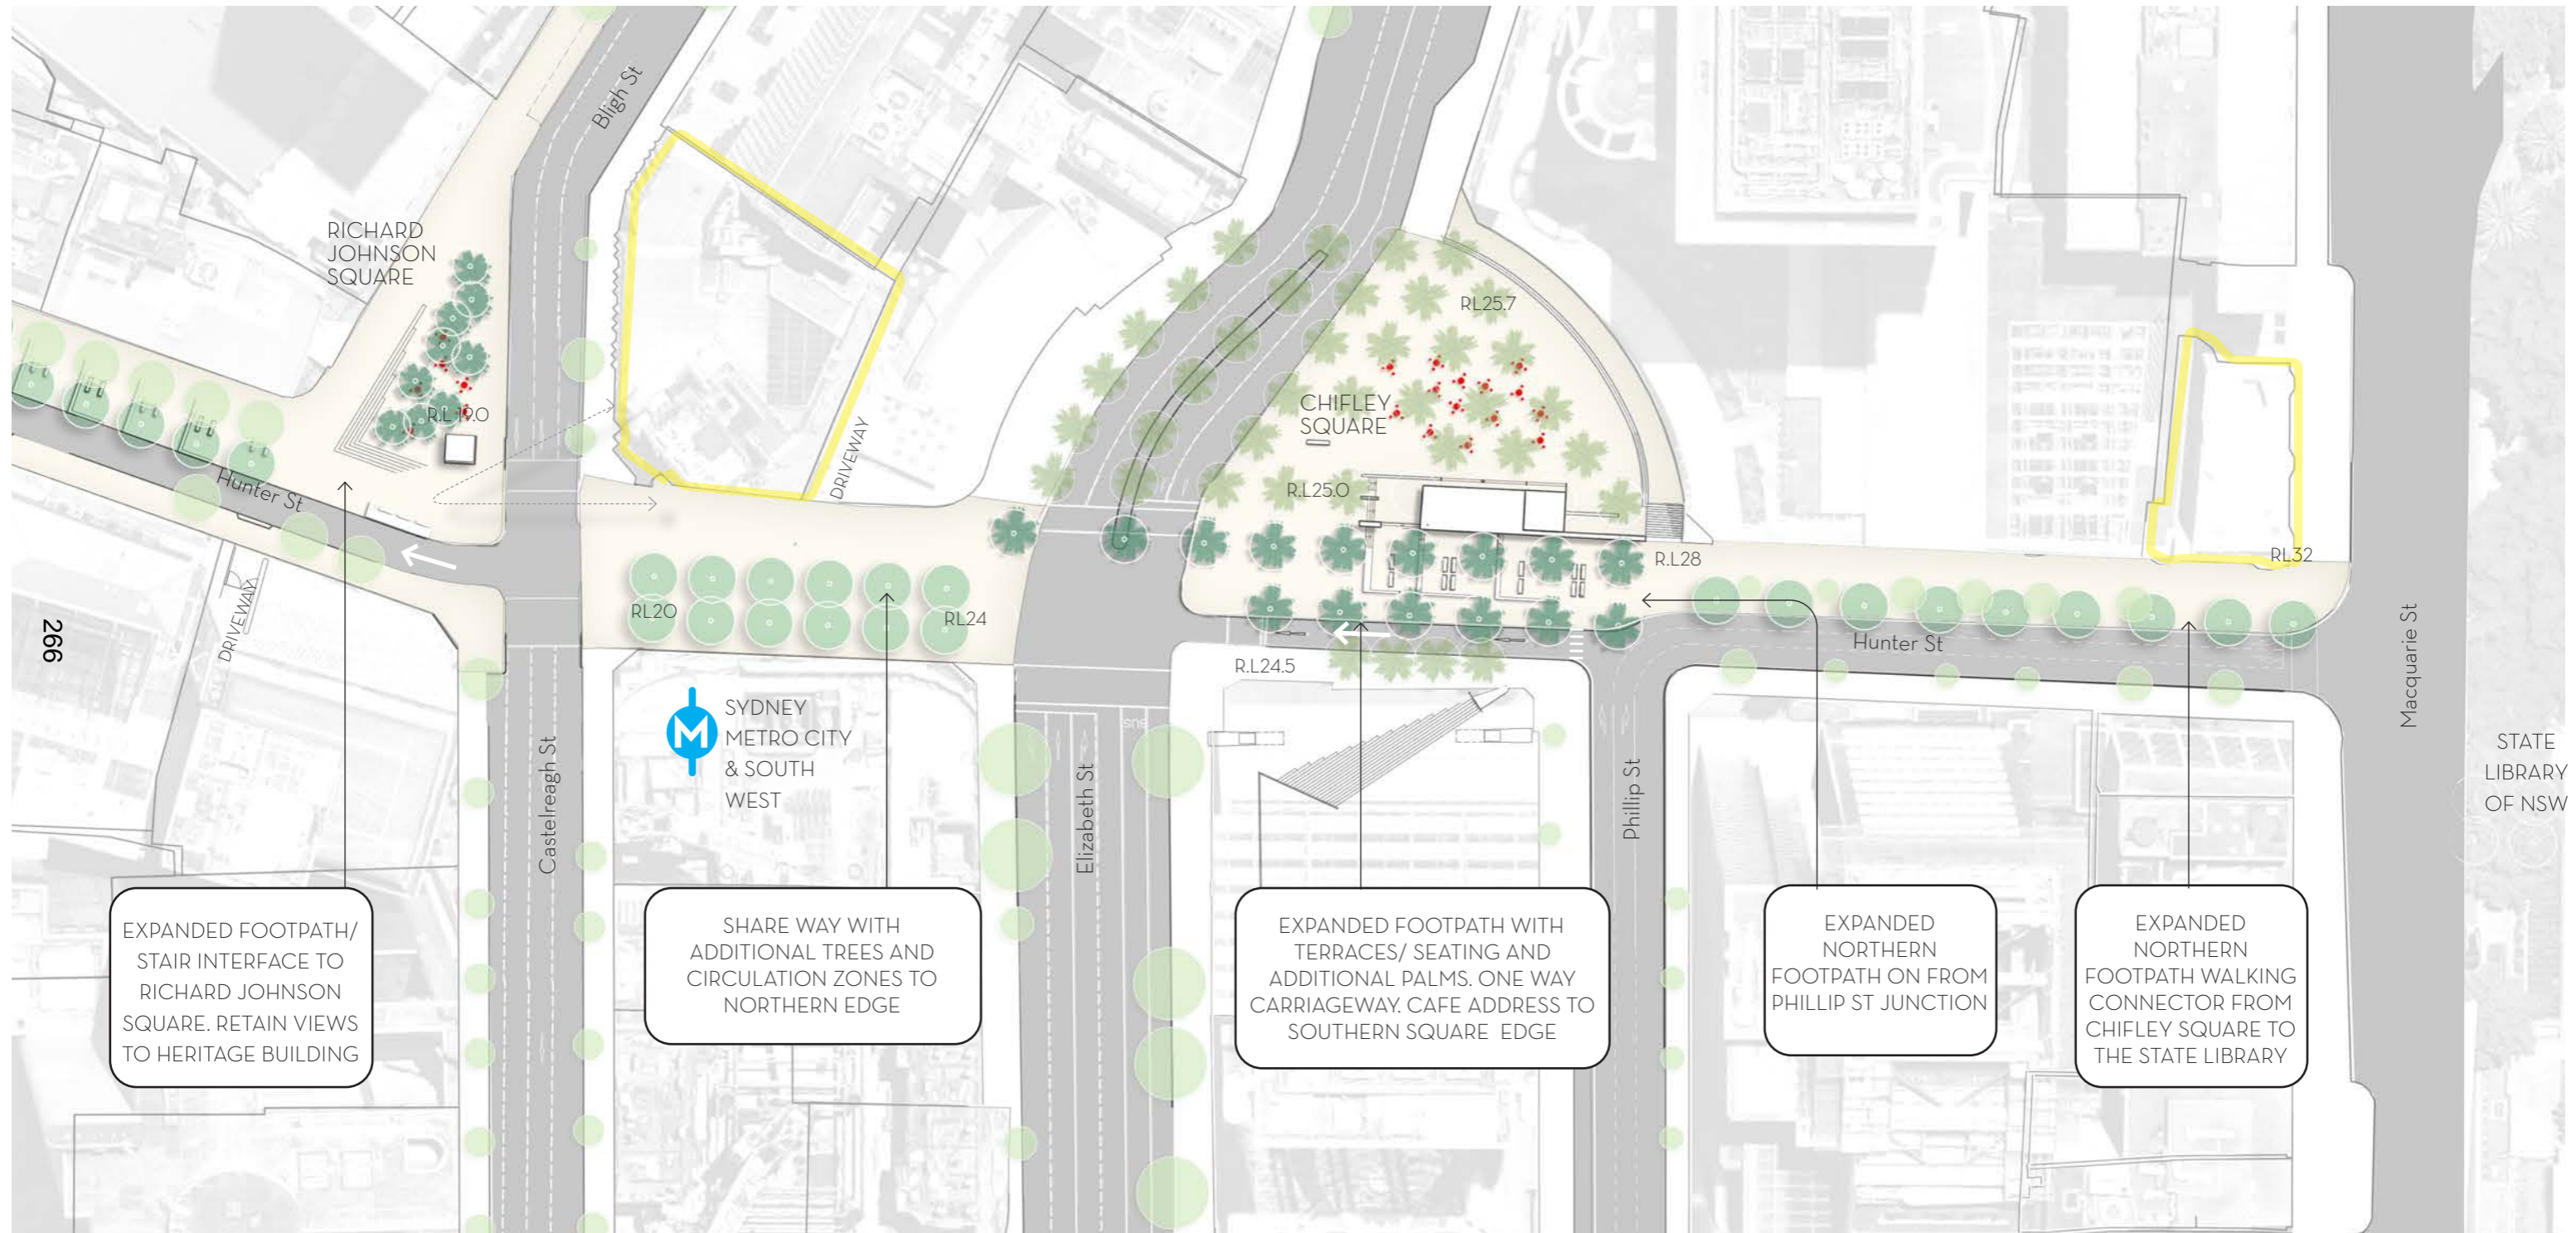 Bligh St
RICHARD
JOHNSON
SQUARE
R.L 19.0
Hunter St
DRIVEWAY
DRIVEWAY
RL20
RL24
266
M
SYDNEY
METRO CITY
& SOUTH
WEST
Castelreagh St
Elizabeth St
BUS
RL25.7
CHIFLEY
SQUARE
R.L25.0
R.L28
R.L24.5
Phillip St
Hunter St
RL32
Macquarie St
STATE
LIBRARY
OF NSW
EXPANDED FOOTPATH/
STAIR INTERFACE TO
RICHARD JOHNSON
SQUARE. RETAIN VIEWS
TO HERITAGE BUILDING
SHARE WAY WITH
ADDITIONAL TREES AND
CIRCULATION ZONES TO
NORTHERN EDGE
EXPANDED FOOTPATH WITH
TERRACES/ SEATING AND
ADDITIONAL PALMS. ONE WAY
CARRIAGEWAY. CAFE ADDRESS TO
SOUTHERN SQUARE EDGE
EXPANDED
NORTHERN
FOOTPATH ON FROM
PHILLIP ST JUNCTION
EXPANDED
NORTHERN
FOOTPATH WALKING
CONNECTOR FROM
CHIFLEY SQUARE TO
THE STATE LIBRARY